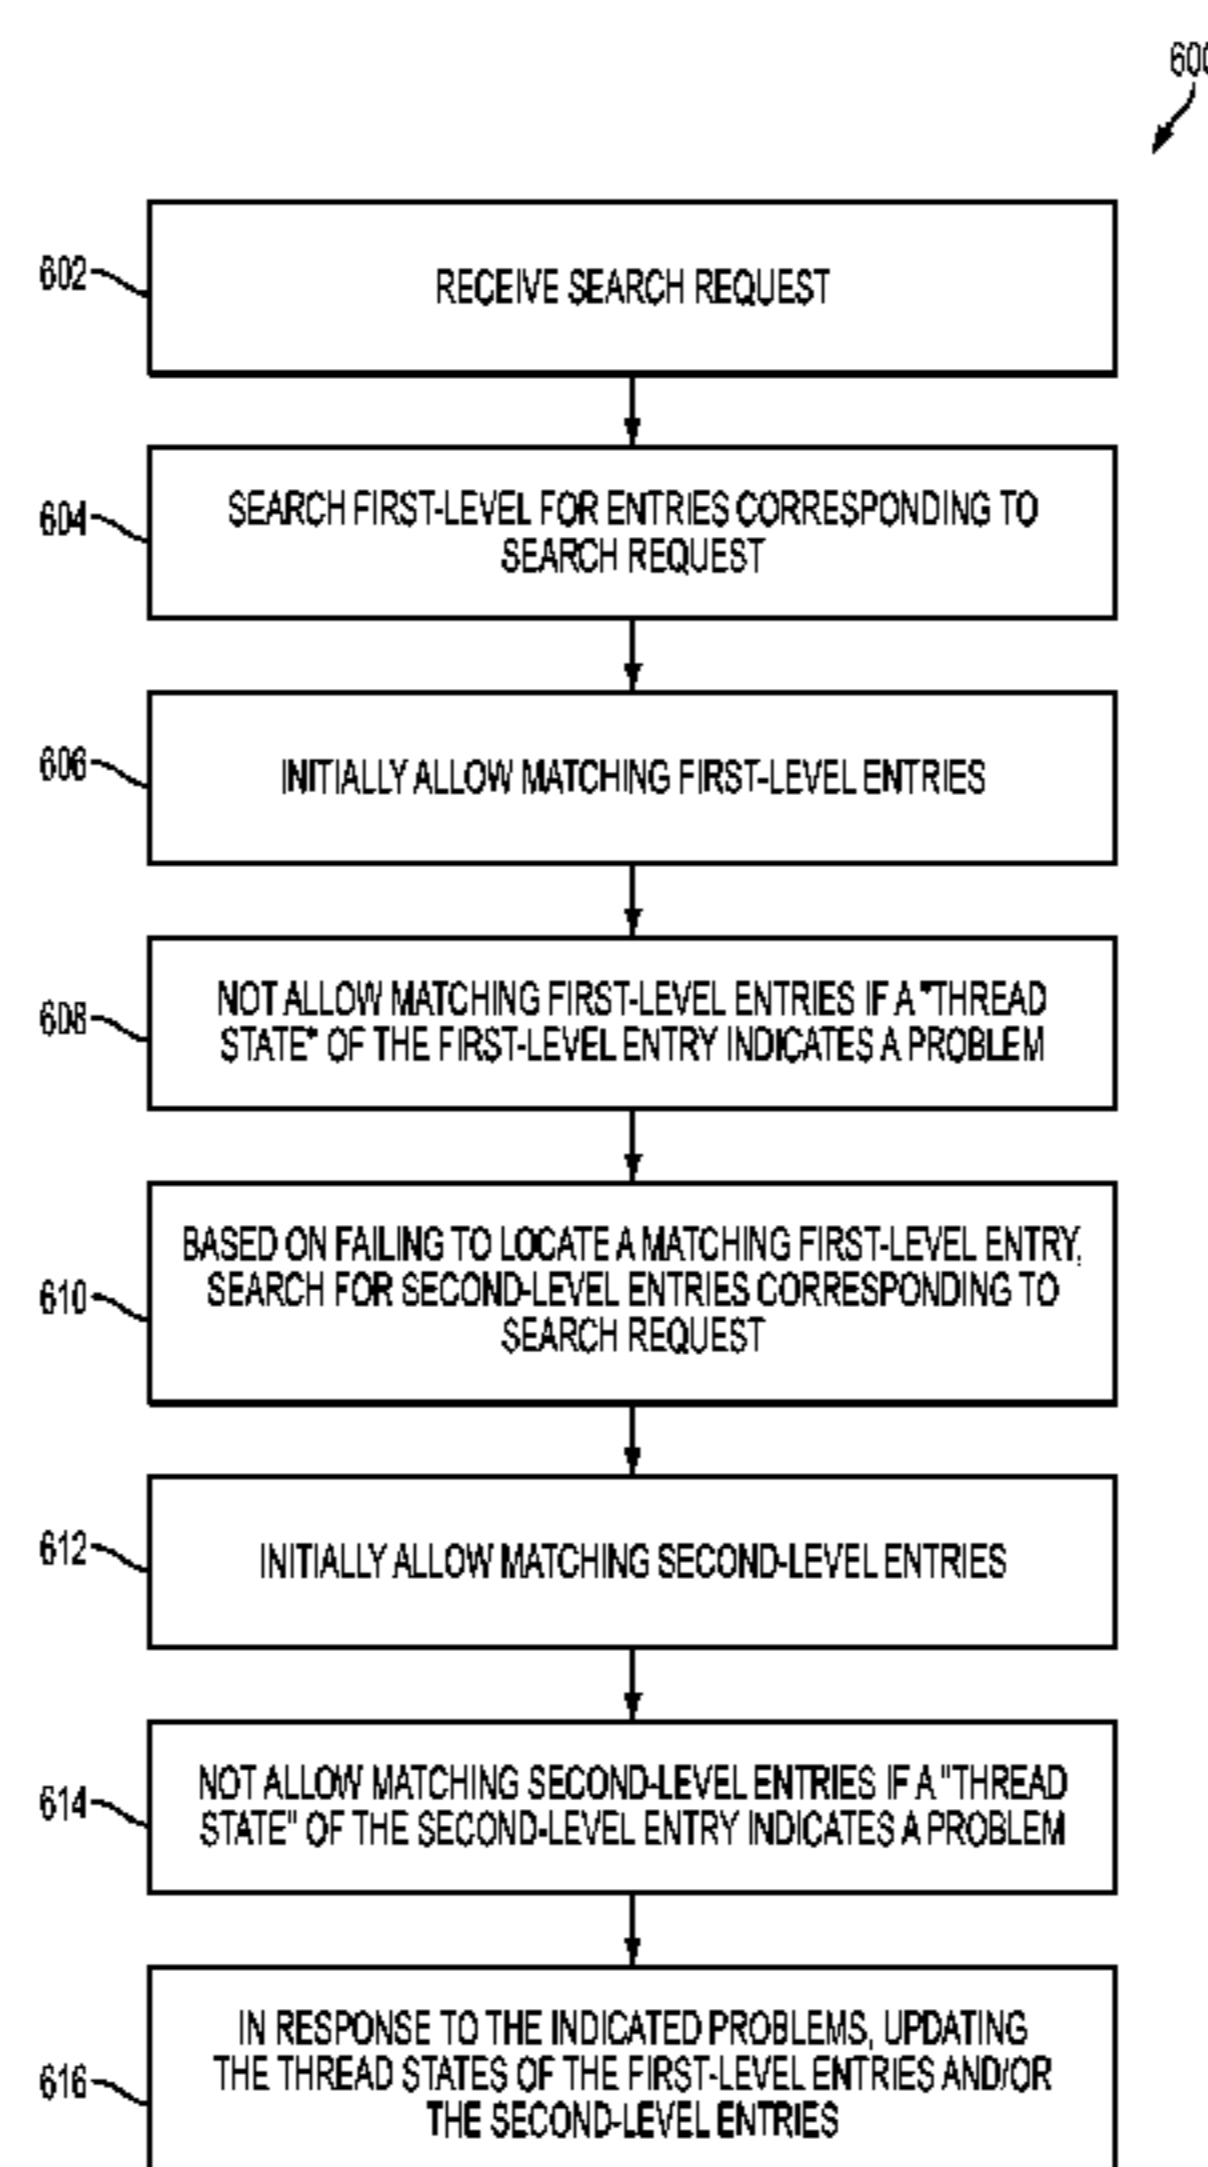 600
602
RECEIVE SEARCH REQUEST
604
SEARCH FIRST-LEVEL FOR ENTRIES CORRESPONDING TO
SEARCH REQUEST
606
INITIALLY ALLOW MATCHING FIRST-LEVEL ENTRIES
608
NOT ALLOW MATCHING FIRST-LEVEL ENTRIES IF A "THREAD
STATE" OF THE FIRST-LEVEL ENTRY INDICATES A PROBLEM
610
BASED ON FAILING TO LOCATE A MATCHING FIRST-LEVEL ENTRY,
SEARCH FOR SECOND-LEVEL ENTRIES CORRESPONDING TO
SEARCH REQUEST
612
INITIALLY ALLOW MATCHING SECOND-LEVEL ENTRIES
614
NOT ALLOW MATCHING SECOND-LEVEL ENTRIES IF A "THREAD
STATE" OF THE SECOND-LEVEL ENTRY INDICATES A PROBLEM
616
IN RESPONSE TO THE INDICATED PROBLEMS, UPDATING
THE THREAD STATES OF THE FIRST-LEVEL ENTRIES AND/OR
THE SECOND-LEVEL ENTRIES